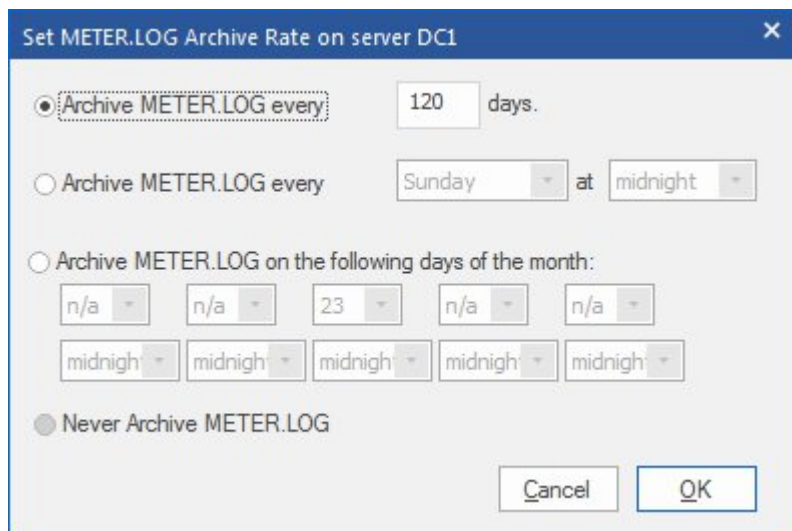 Set METER.LOG Archive Rate on server DC1
Archive METER.LOG every 120 days.
Archive METER.LOG every Sunday at midnight
Archive METER.LOG on the following days of the month:
n/a n/a 23 n/a n/a
midnigh midnigh midnigh midnigh midnigh
Never Archive METER.LOG
Cancel OK